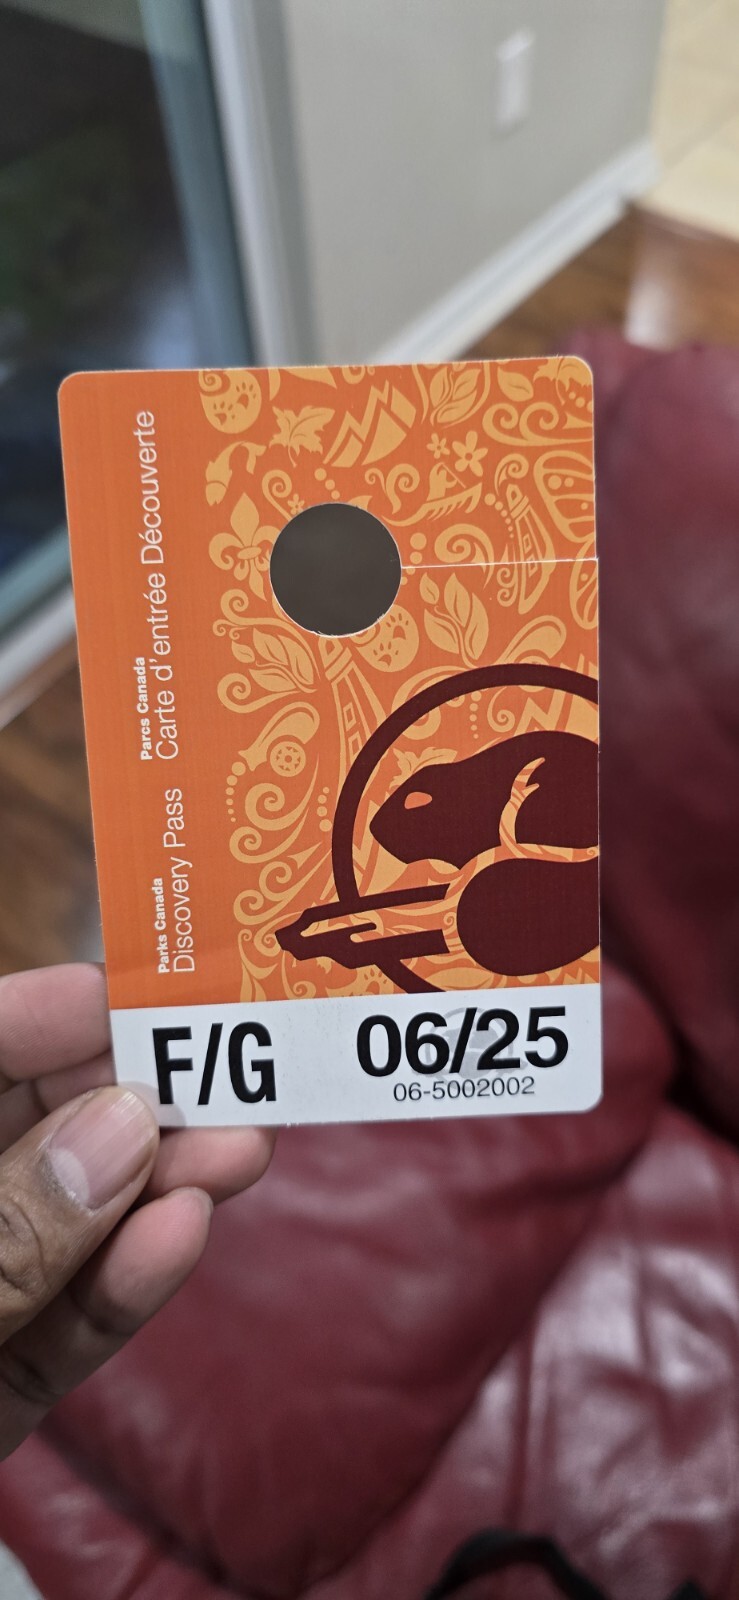 Parks Canada
Discovery Pass
Parcs Canada
Carte d'entrée Découverte
F/G
06/25
06-5002002